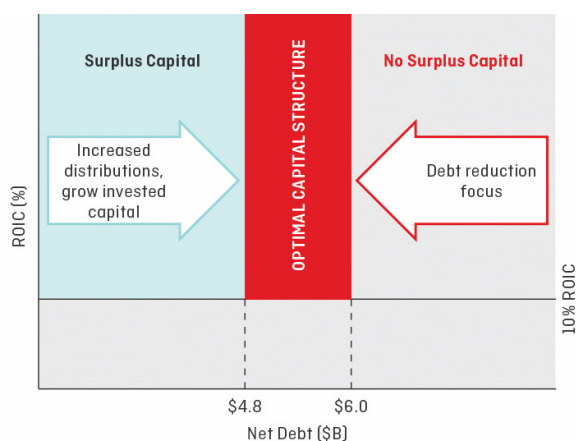 Surplus Capital
No Surplus Capital
OPTIMAL CAPITAL STRUCTURE
Increased
distributions,
grow invested
capital
Debt reduction
focus
ROIC (%)
10% ROIC
$4.8
$6.0
Net Debt ($B)